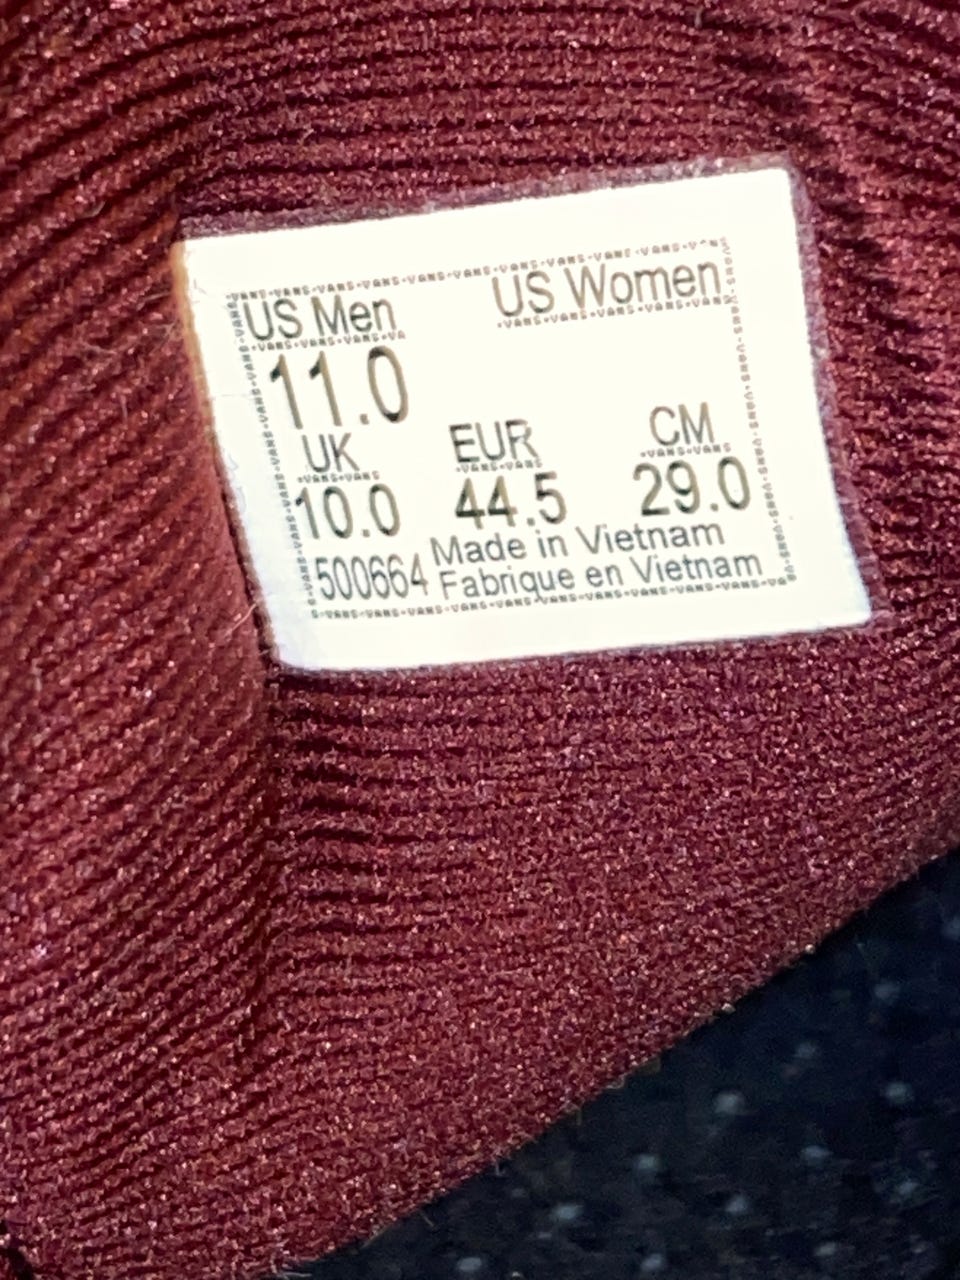 US Men US Women
11.0
UK EUR CM
10.0 44.5 29.0
Made in Vietnam
500664 Fabrique en Vietnam